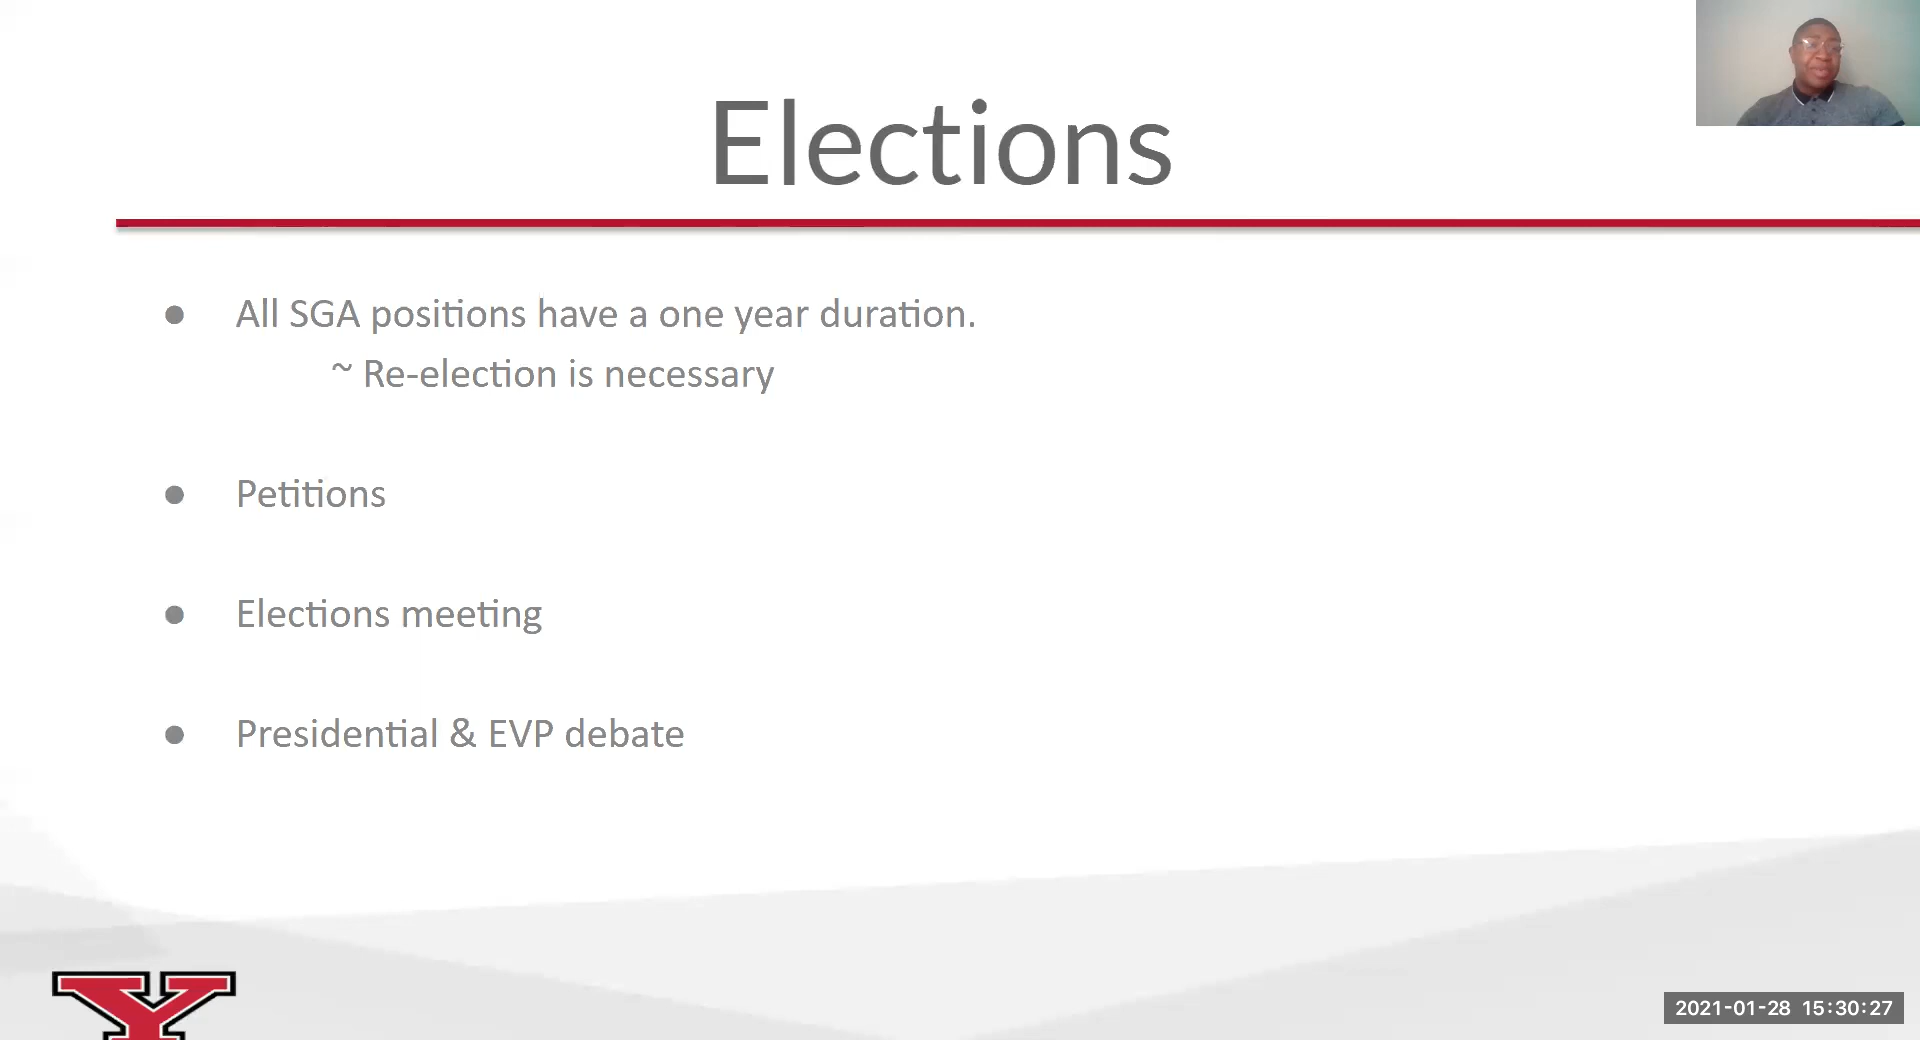 Elections
● All SGA positions have a one year duration.
~ Re-election is necessary
● Petitions
● Elections meeting
● Presidential & EVP debate
Y
2021-01-28 15:30:27